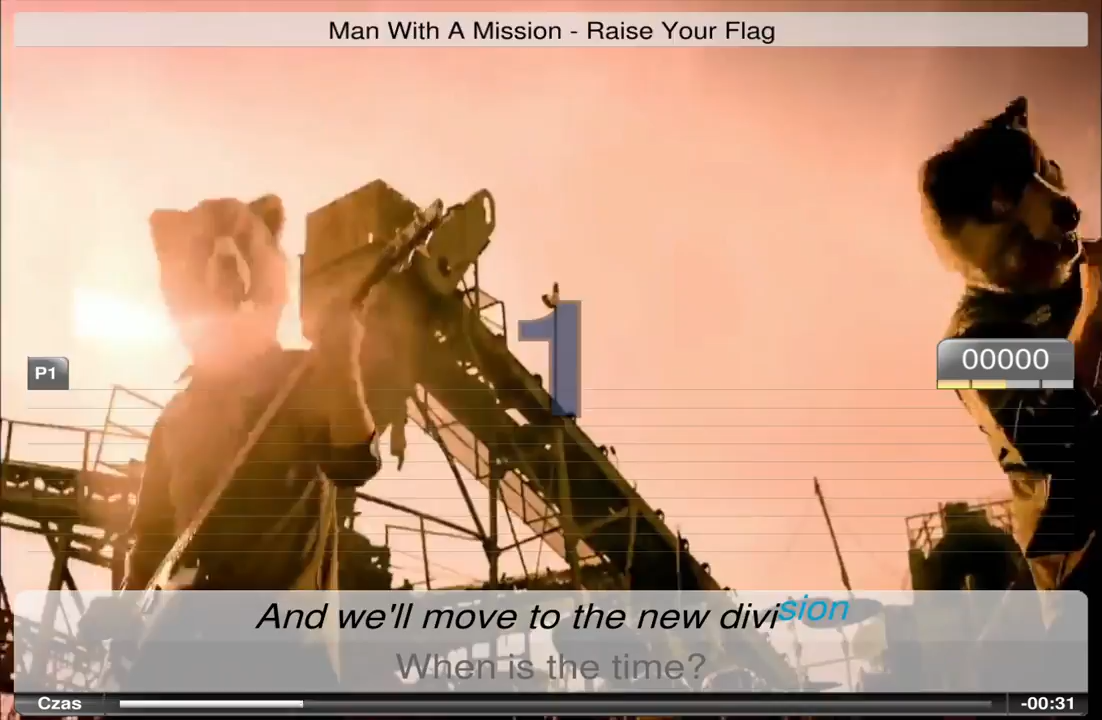 Man With A Mission - Raise Your Flag
1
P1
00000
And we'll move to the new division
When is the time?
Czas
-00:31